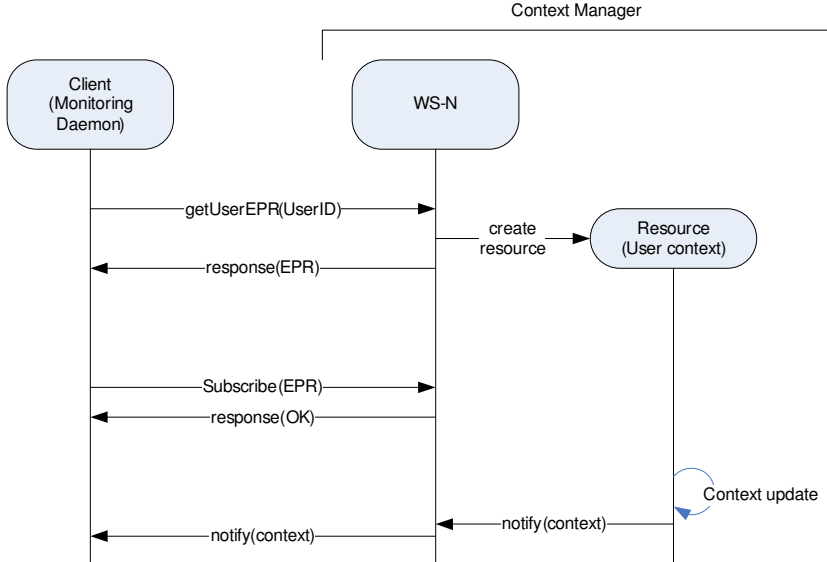 Context Manager
Client
(Monitoring
Daemon)
WS-N
getUserEPR(UserID)
create
resource
Resource
(User context)
response(EPR)
Subscribe(EPR)
response(OK)
Context update
notify(context)
notify(context)